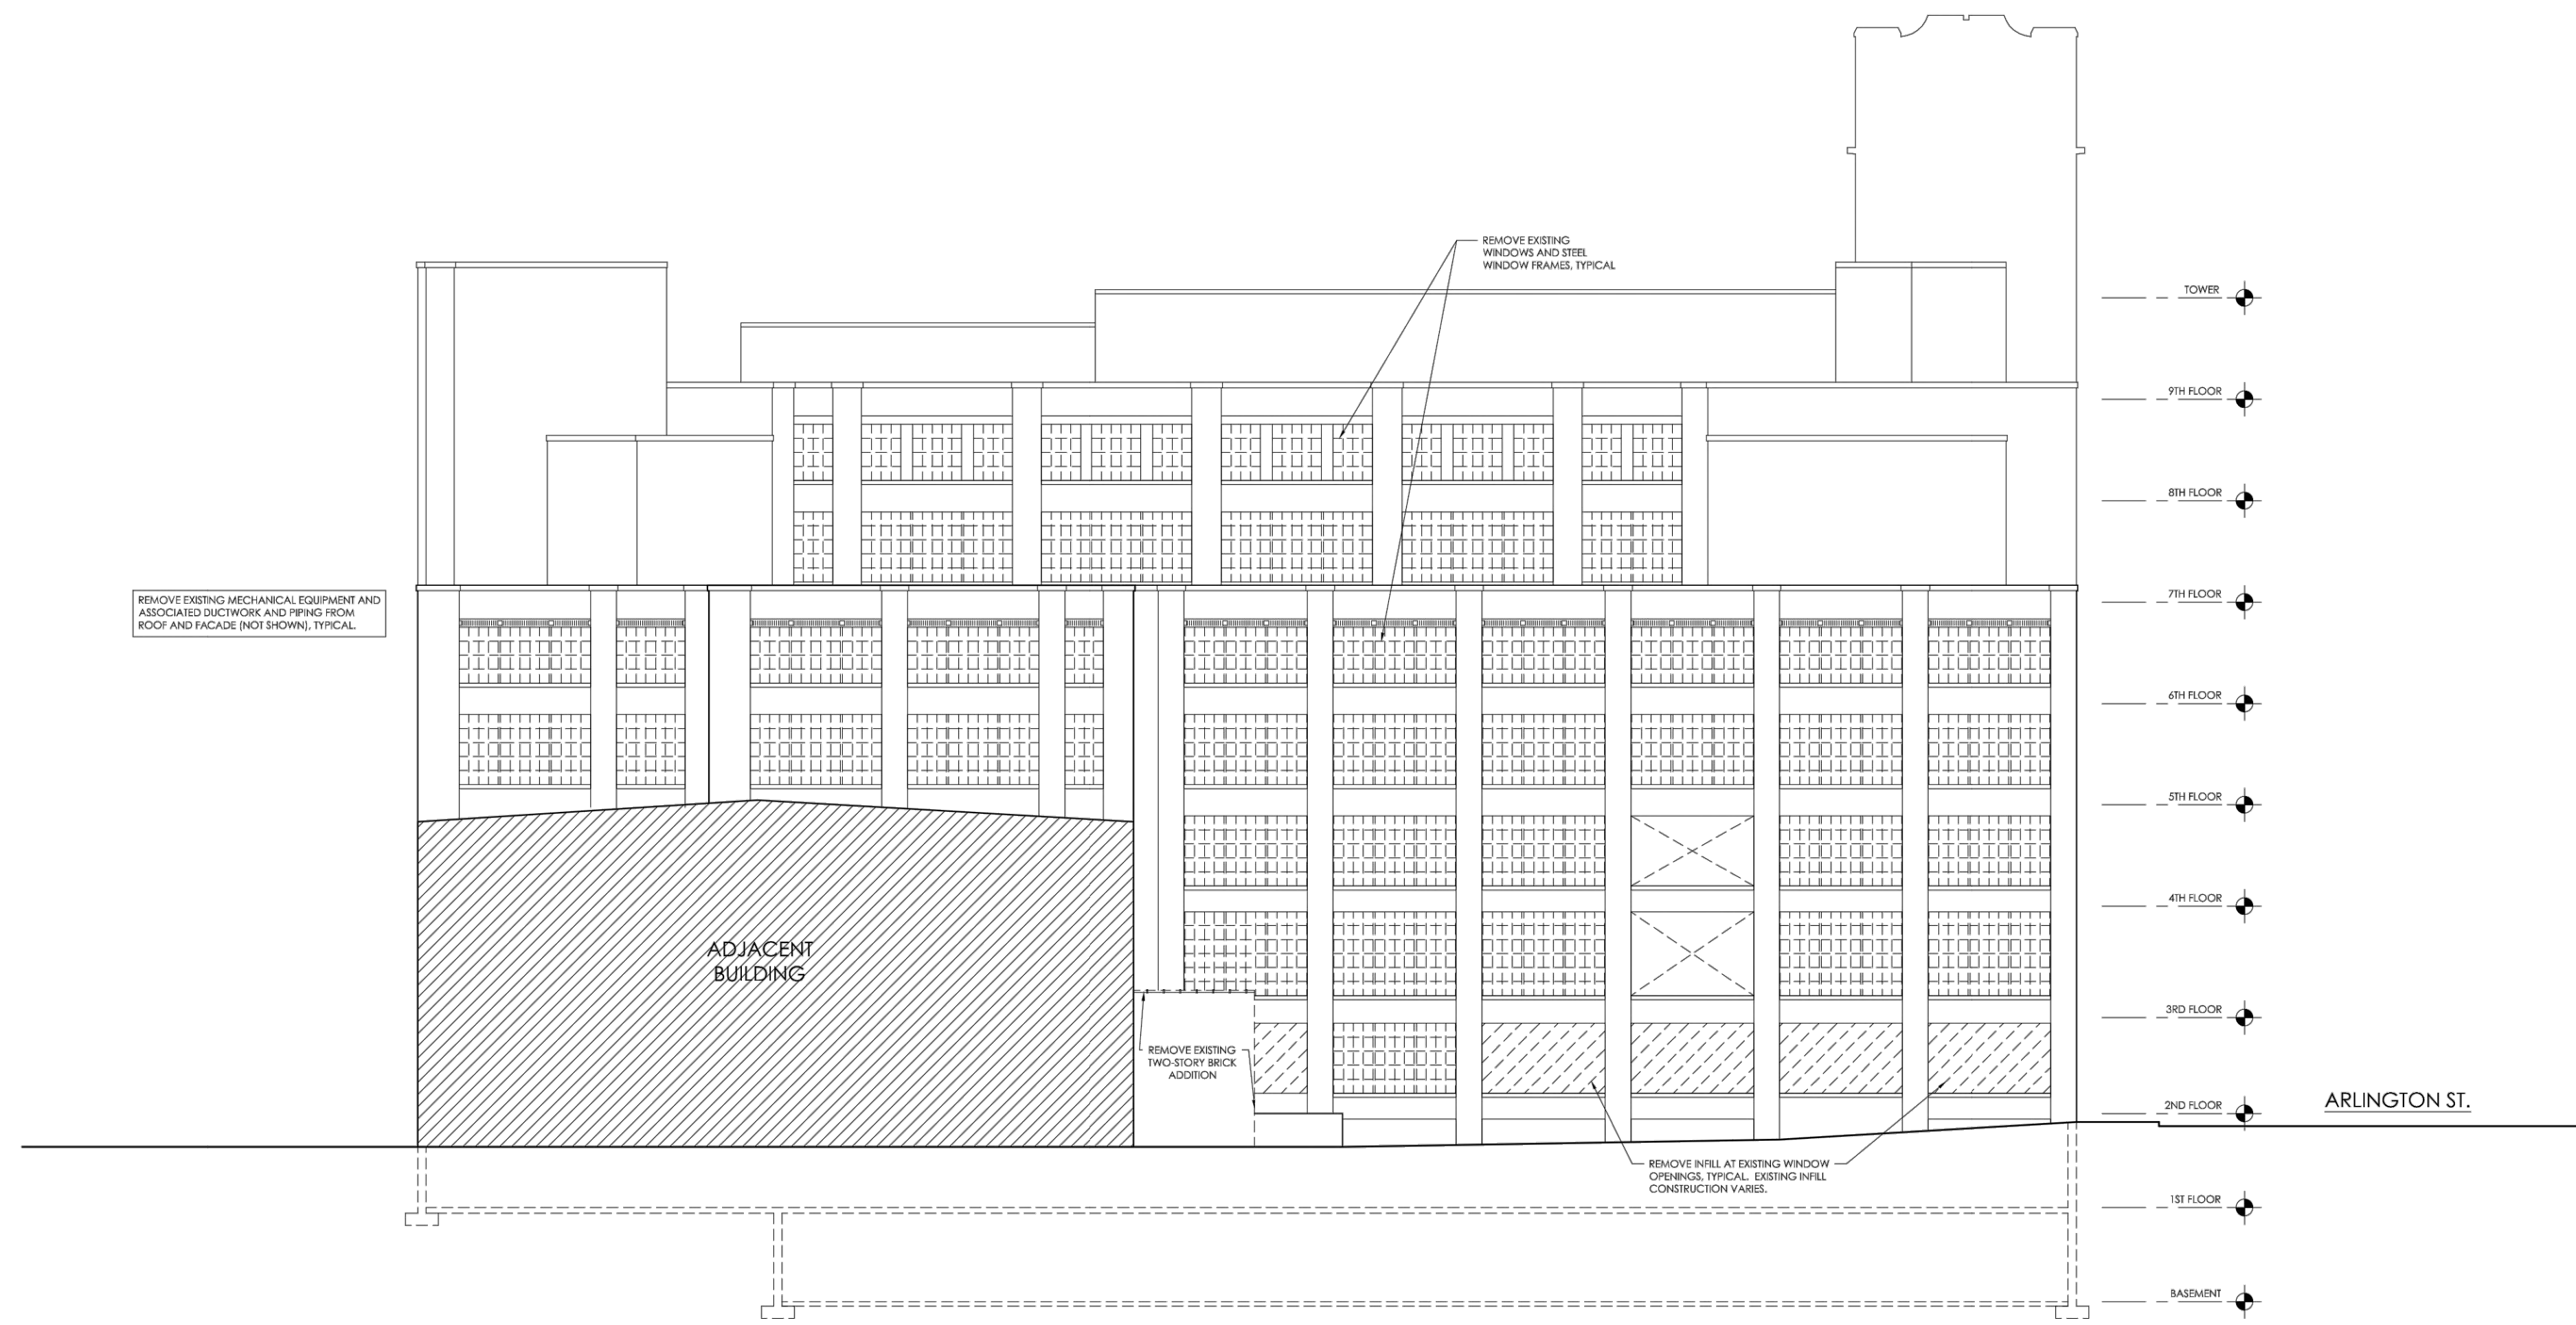 REMOVE EXISTING
WINDOWS AND STEEL
WINDOW FRAMES, TYPICAL
TOWER
9TH FLOOR
8TH FLOOR
7TH FLOOR
REMOVE EXISTING MECHANICAL EQUIPMENT AND
ASSOCIATED DUCTWORK AND PIPING FROM
ROOF AND FACADE (NOT SHOWN), TYPICAL.
6TH FLOOR
5TH FLOOR
4TH FLOOR
ADJACENT
BUILDING
3RD FLOOR
REMOVE EXISTING
TWO-STORY BRICK
ADDITION
2ND FLOOR
ARLINGTON ST.
REMOVE INFILL AT EXISTING WINDOW
OPENINGS, TYPICAL. EXISTING INFILL
CONSTRUCTION VARIES.
1ST FLOOR
BASEMENT